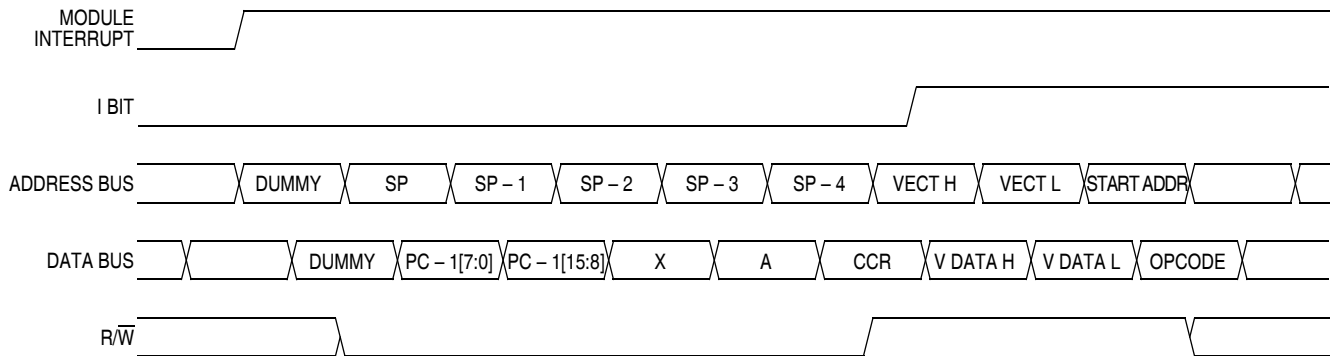 MODULE
INTERRUPT
I BIT
ADDRESS BUS DUMMY SP SP – 1 SP – 2 SP – 3 SP – 4 VECT H VECT L START ADDR
DATA BUS DUMMY PC – 1[7:0] PC – 1[15:8] X A CCR V DATA H V DATA L OPCODE
R/W̅